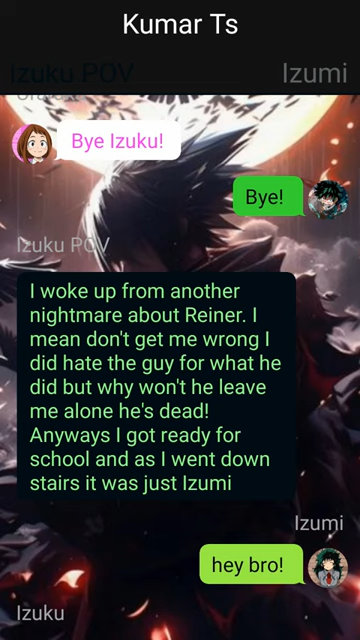 Kumar Ts
Izuku POV
Izumi
Uraraka
Bye Izuku!
Bye!
Izuku POV
I woke up from another
nightmare about Reiner. I
mean don't get me wrong I
did hate the guy for what he
did but why won't he leave
me alone he's dead!
Anyways I got ready for
school and as I went down
stairs it was just Izumi
Izumi
hey bro!
Izuku